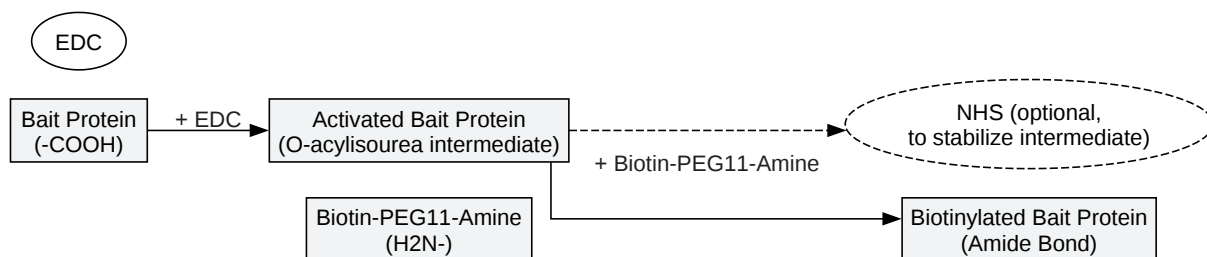 EDC
Bait Protein
(-COOH)
+ EDC
Activated Bait Protein
(O-acylisourea intermediate)
+ Biotin-PEG11-Amine
NHS (optional,
to stabilize intermediate)
Biotin-PEG11-Amine
(H2N-)
Biotinylated Bait Protein
(Amide Bond)